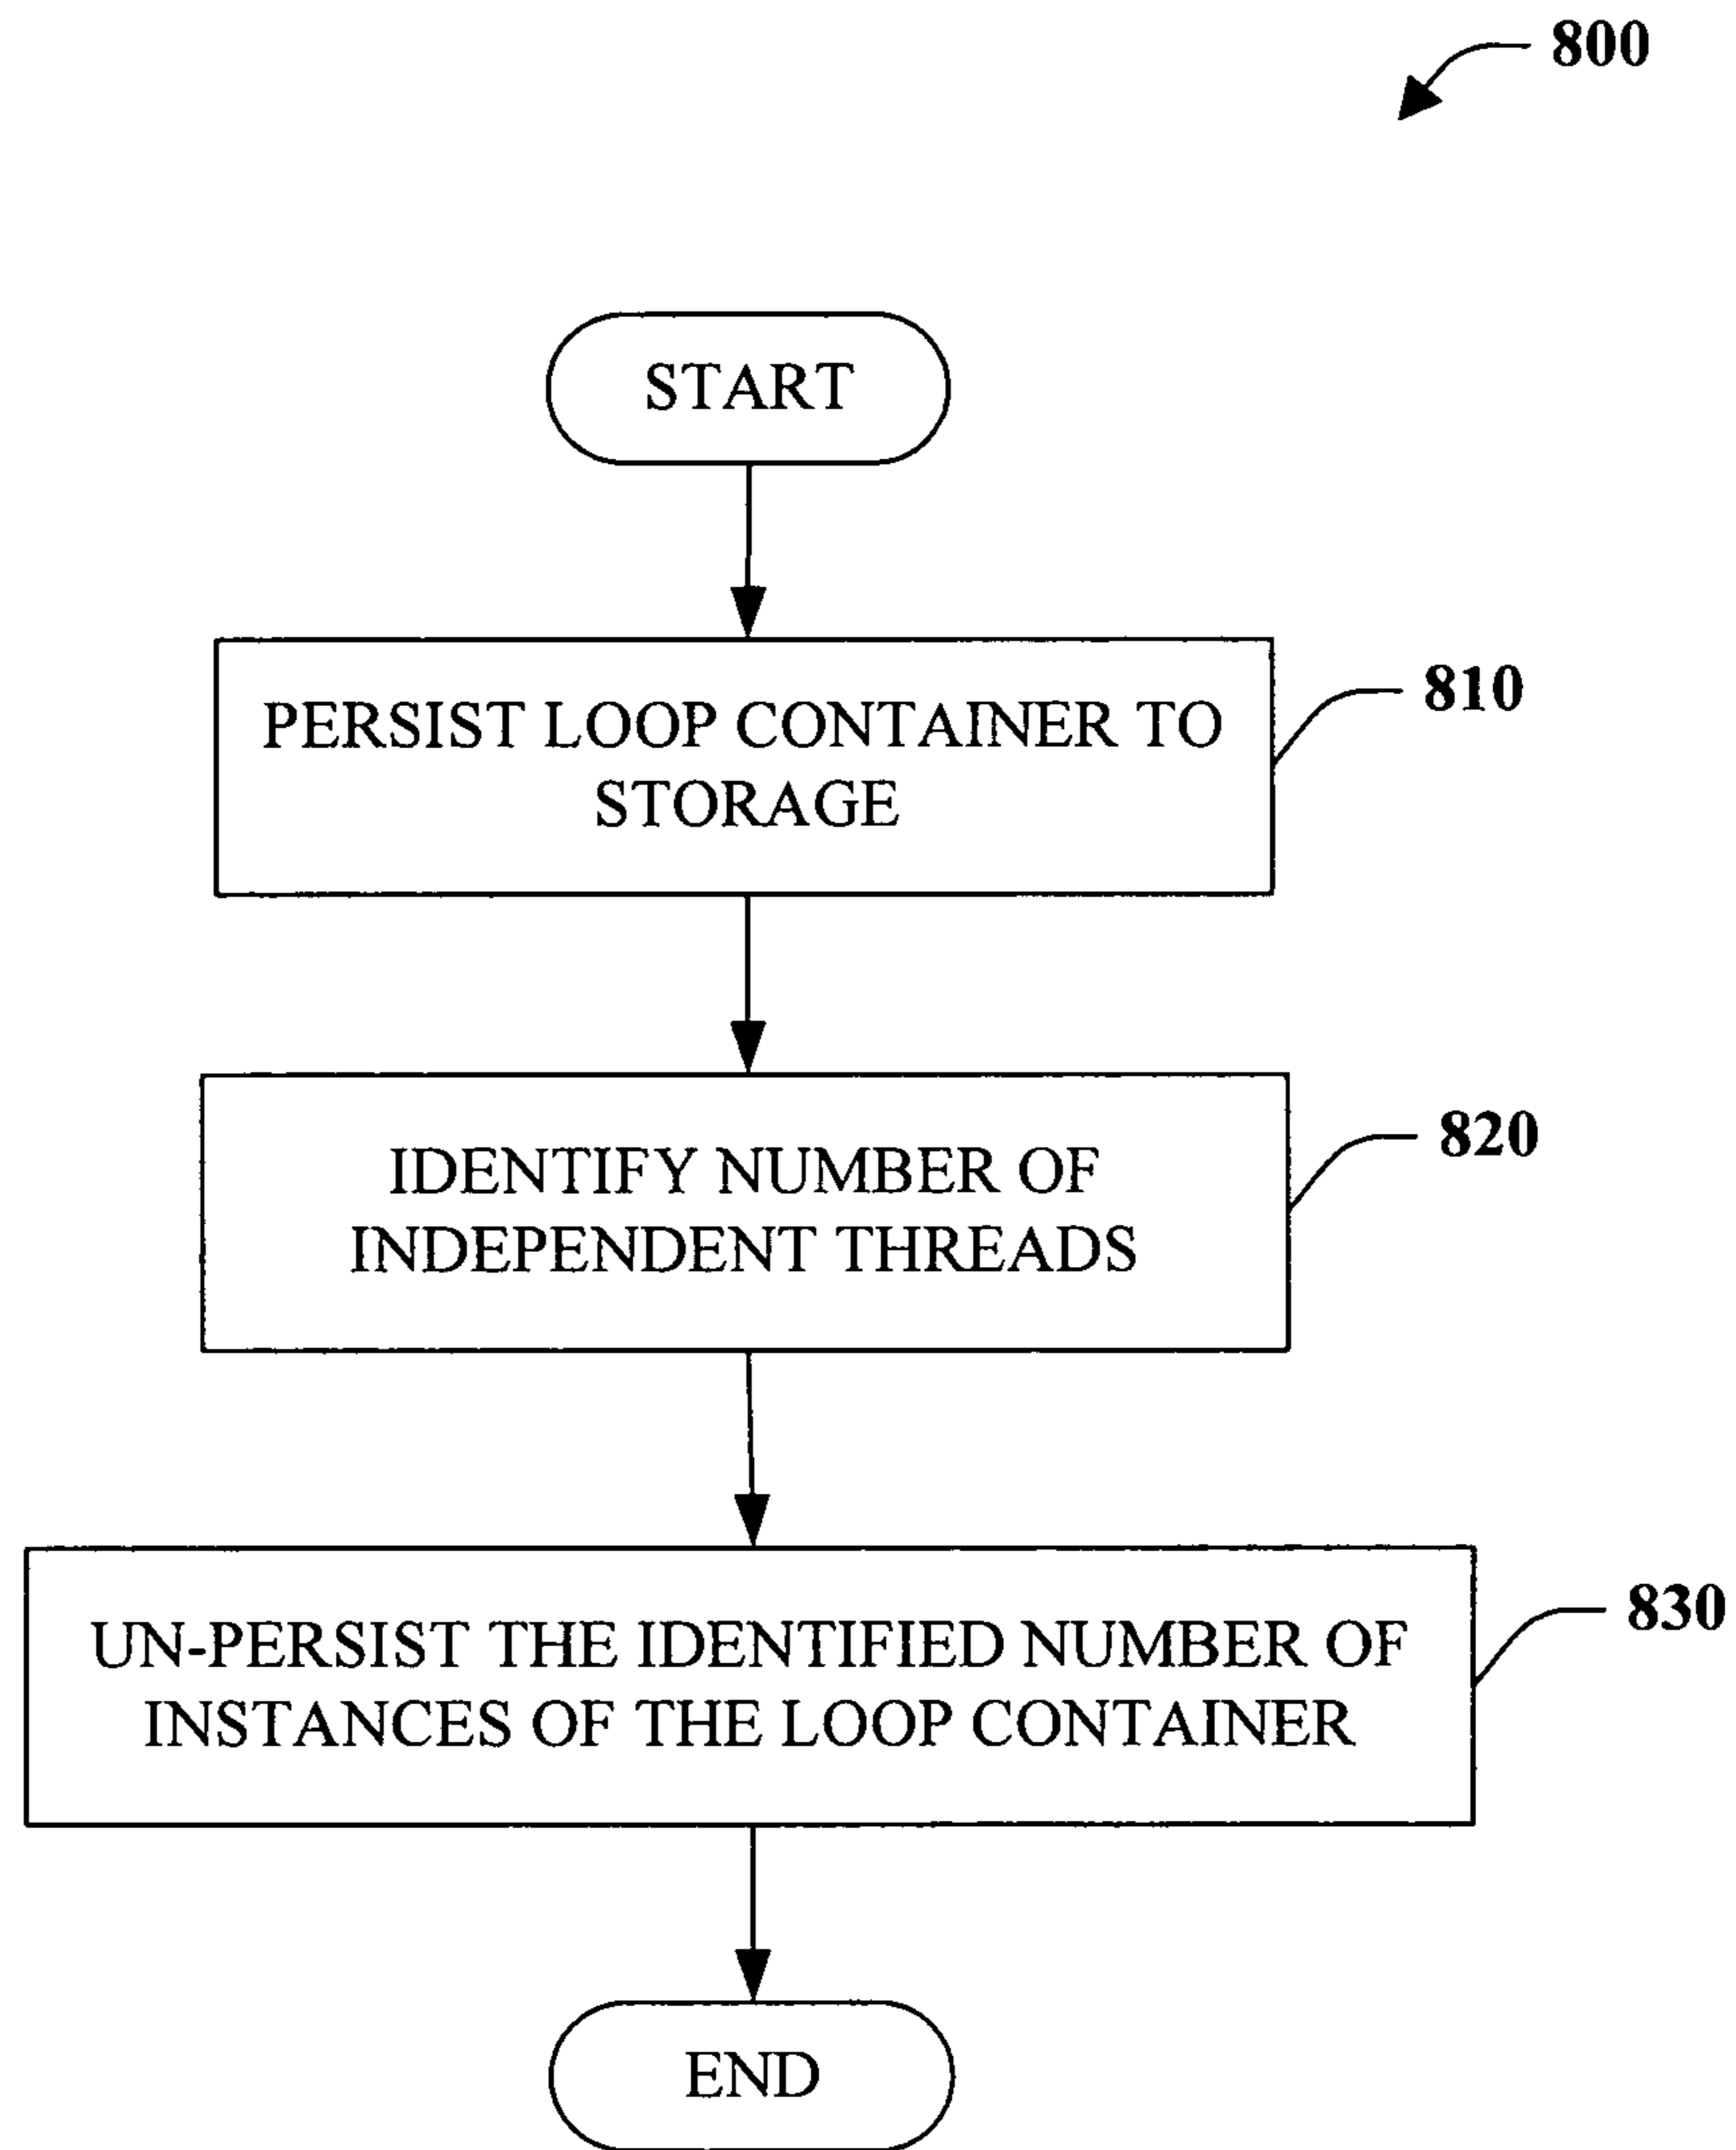 800
START
PERSIST LOOP CONTAINER TO
STORAGE
810
IDENTIFY NUMBER OF
INDEPENDENT THREADS
820
UN-PERSIST THE IDENTIFIED NUMBER OF
INSTANCES OF THE LOOP CONTAINER
830
END